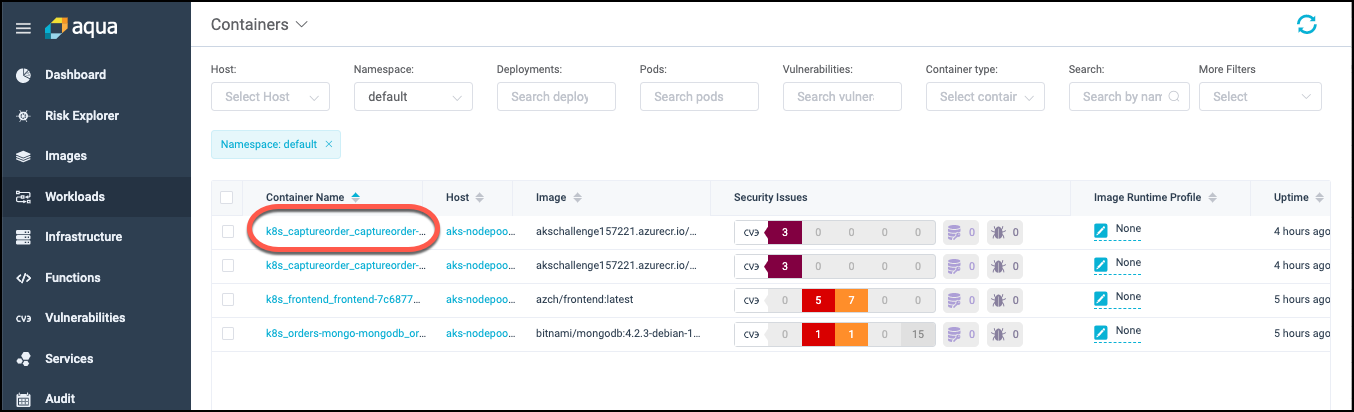 aqua
Containers
Dashboard
Risk Explorer
Images
Workloads
Infrastructure
Functions
CVE Vulnerabilities
Services
Audit
Host: Namespace: Deployments: Pods: Vulnerabilities: Container type: Search: More Filters
Select Host default Search deploy Search pods Search vulner Select contair Search by nam Select
Namespace: default ×
Container Name Host Image Security Issues Image Runtime Profile Uptime
k8s_captureorder_captureorder-... aks-nodepoo... akschallenge157221.azurecr.io/... CVE 3 0 0 0 0 0 0 None 4 hours ago
k8s_captureorder_captureorder-... aks-nodepoo... akschallenge157221.azurecr.io/... CVE 3 0 0 0 0 0 0 None 4 hours ago
k8s_frontend_frontend-7c6877... aks-nodepoo... azch/frontend:latest CVE 0 5 7 0 0 0 0 None 5 hours ago
k8s_orders-mongo-mongodb_or... aks-nodepoo... bitnami/mongodb:4.2.3-debian-1... CVE 0 1 1 0 15 0 0 None 5 hours ago